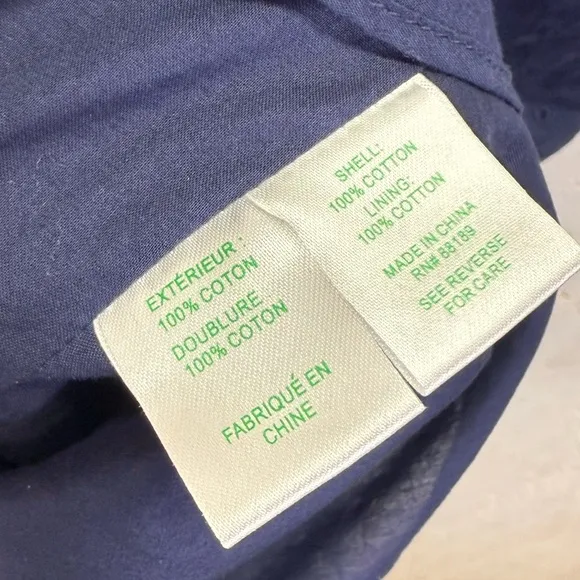 EXTÉRIEUR :
100% COTON
DOUBLURE
100% COTON
FABRIQUÉ EN
CHINE
SHELL:
100% COTTON
LINING:
100% COTTON
MADE IN CHINA
RN# 88189
SEE REVERSE
FOR CARE